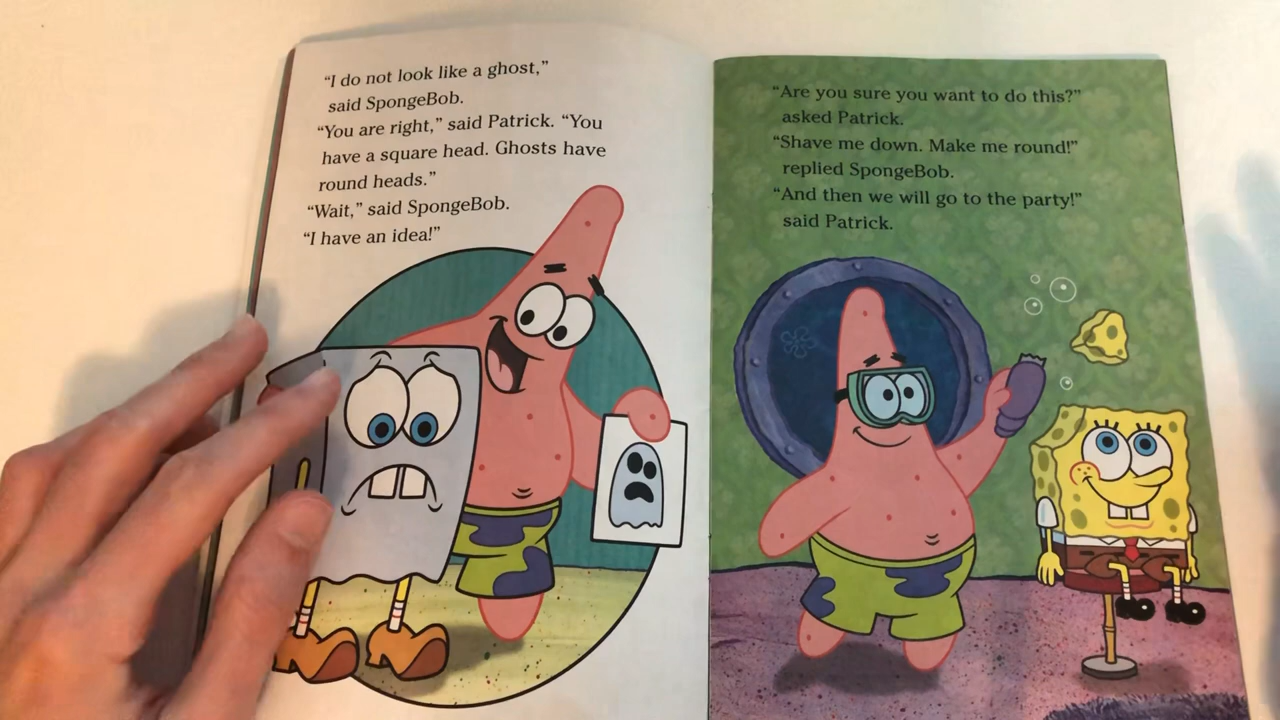 “I do not look like a ghost,”
said SpongeBob.
“You are right,” said Patrick. “You
have a square head. Ghosts have
round heads.”
“Wait,” said SpongeBob.
“I have an idea!”
“Are you sure you want to do this?”
asked Patrick.
“Shave me down. Make me round!”
replied SpongeBob.
“And then we will go to the party!”
said Patrick.